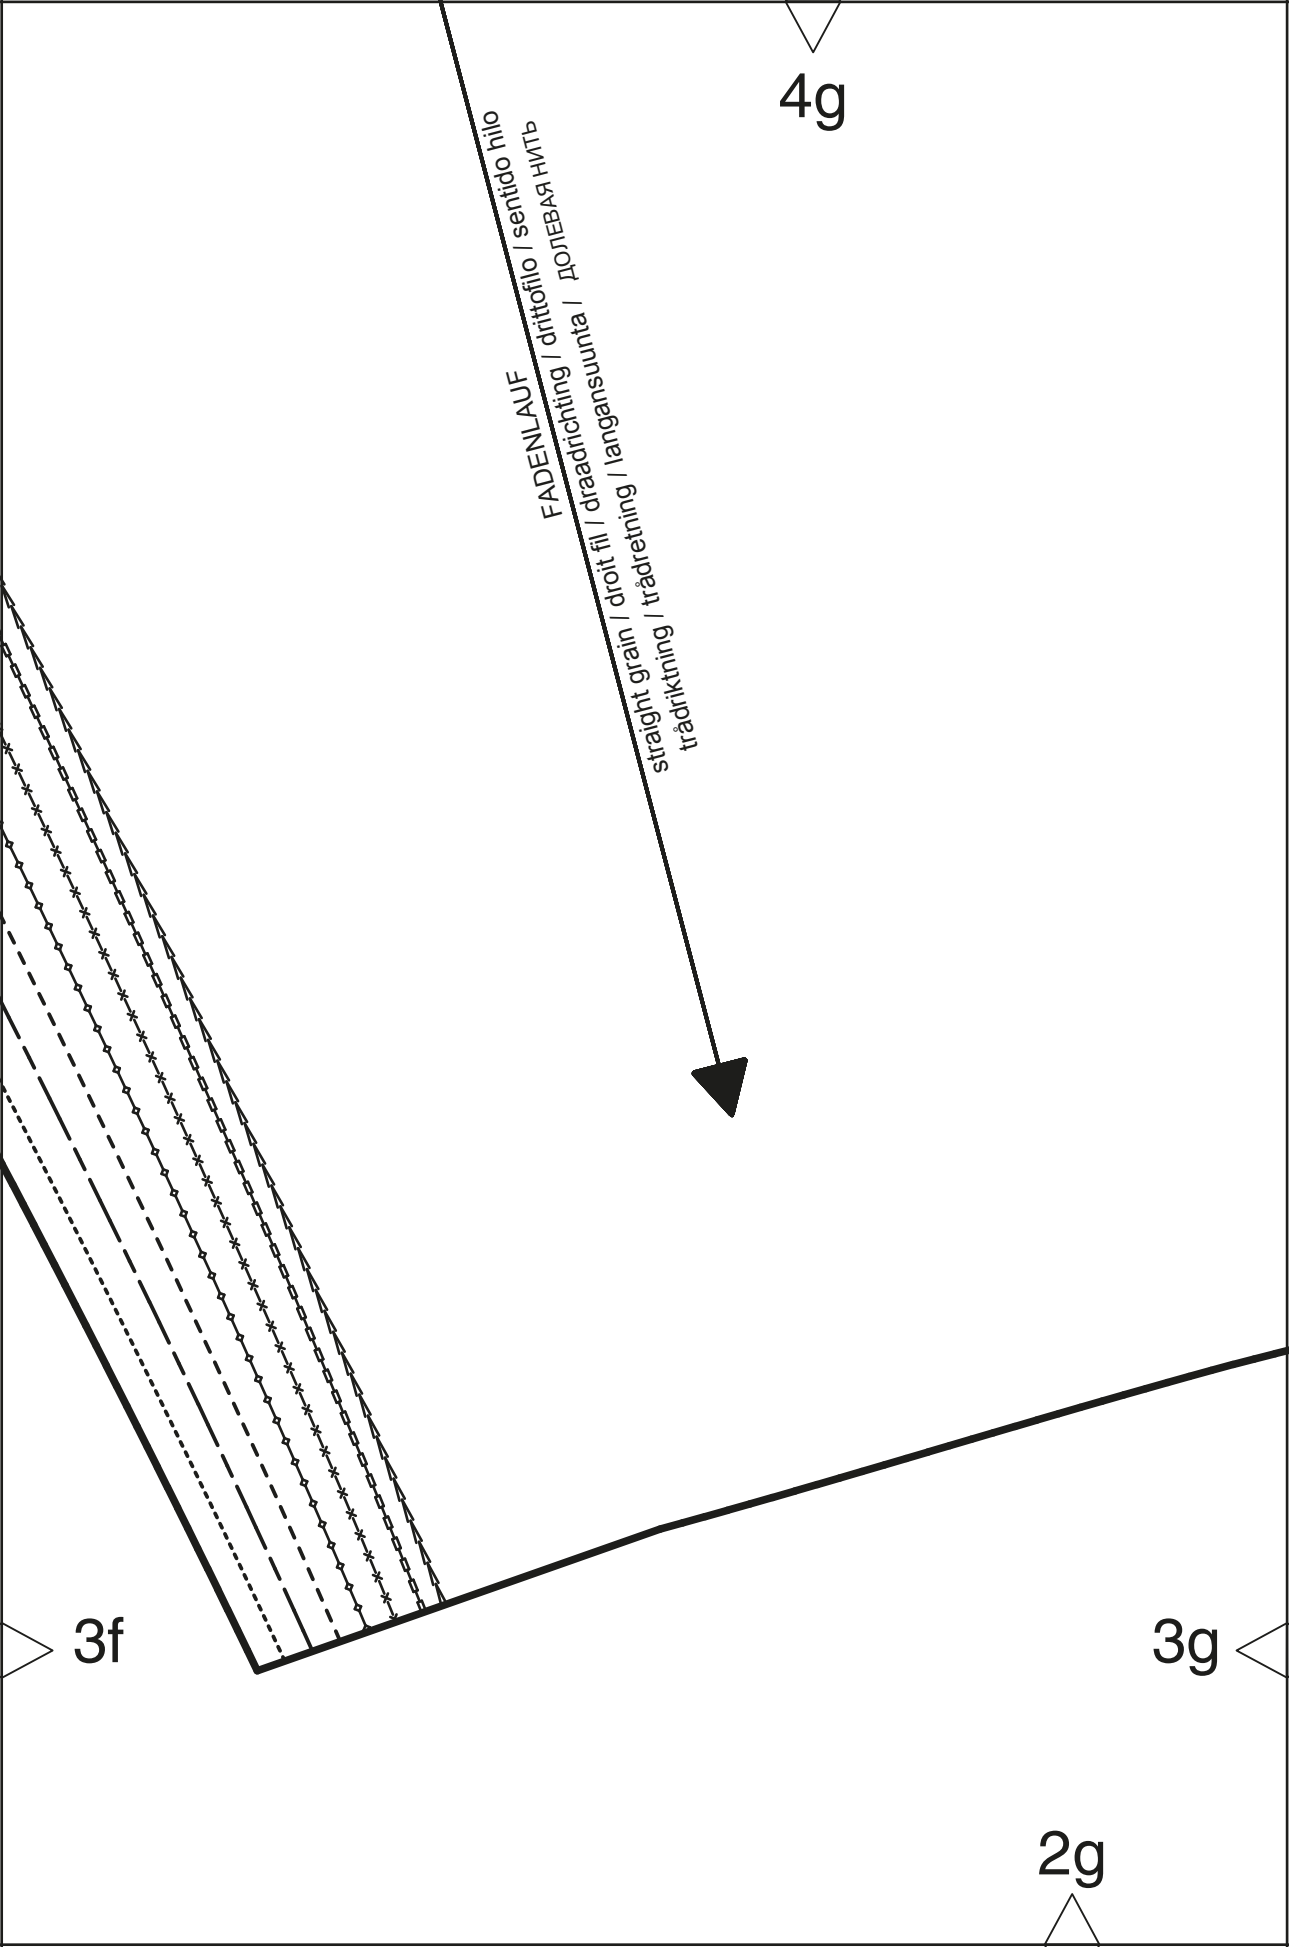 4g
FADENLAUF
straight grain / droit fil / draadrichting / drittofilo / sentido hilo
trådriktning / trådretning / langansuunta / ДОЛЕВАЯ НИТЬ
3f
3g
2g